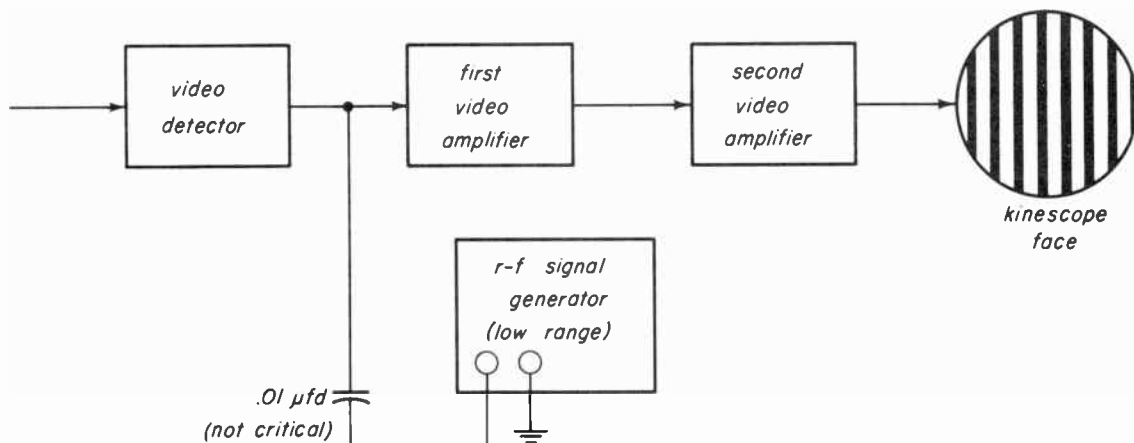 video
detector
first
video
amplifier
second
video
amplifier
kinescope
face
r-f signal
generator
(low range)
.01 µfd
(not critical)